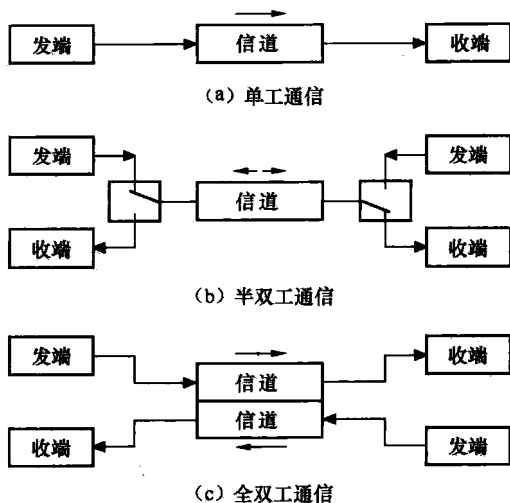 发端 信道 收端
(a) 单工通信
发端 发端
信道
收端 收端
(b) 半双工通信
发端 收端
信道
信道
收端 发端
(c) 全双工通信